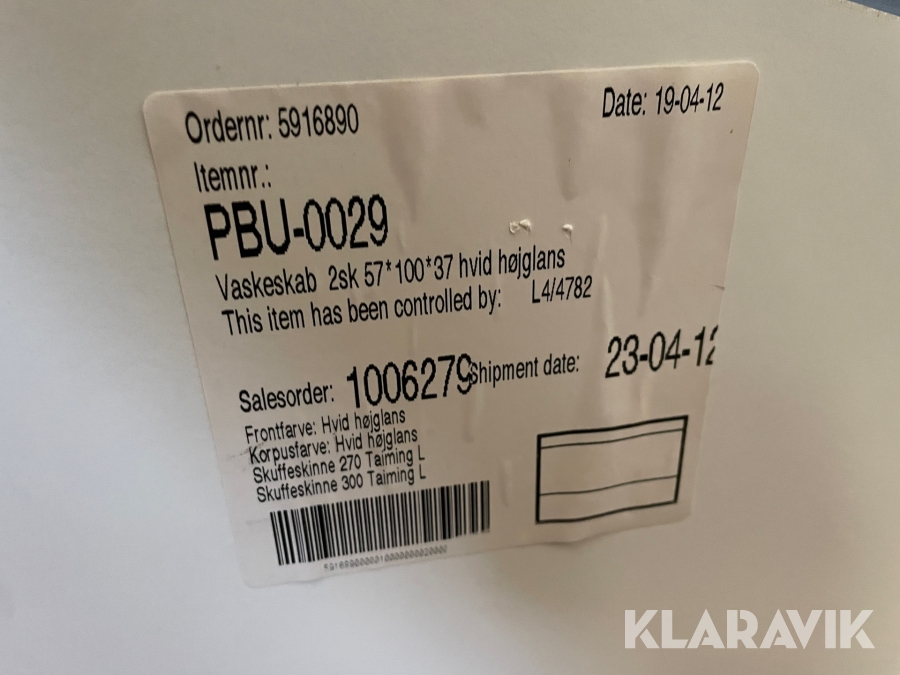 Ordernr: 5916890
Date: 19-04-12
Itemnr.:
PBU-0029
Vaskeskab 2sk 57*100*37 hvid højglans
This item has been controlled by: L4/4782
Salesorder: 1006279
Shipment date: 23-04-12
Frontfarve: Hvid højglans
Korpusfarve: Hvid højglans
Skuffeskinne 270 Taiming L
Skuffeskinne 300 Taiming L
KLARAVIK